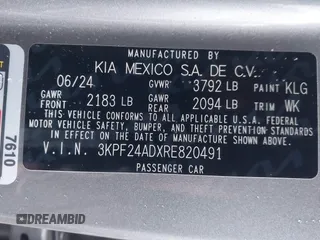 MANUFACTURED BY
KIA MEXICO S.A. DE C.V.
06/24 GVWR 3792 LB PAINT KLG
GAWR FRONT 2183 LB GAWR REAR 2094 LB TRIM WK
THIS VEHICLE CONFORMS TO ALL APPLICABLE U.S.A. FEDERAL
MOTOR VEHICLE SAFETY, BUMPER, AND THEFT PREVENTION STANDARDS
IN EFFECT ON THE DATE OF MANUFACTURE SHOWN ABOVE.
V.I.N. 3KPF24ADXRE820491
PASSENGER CAR
7610
© DREAMBID